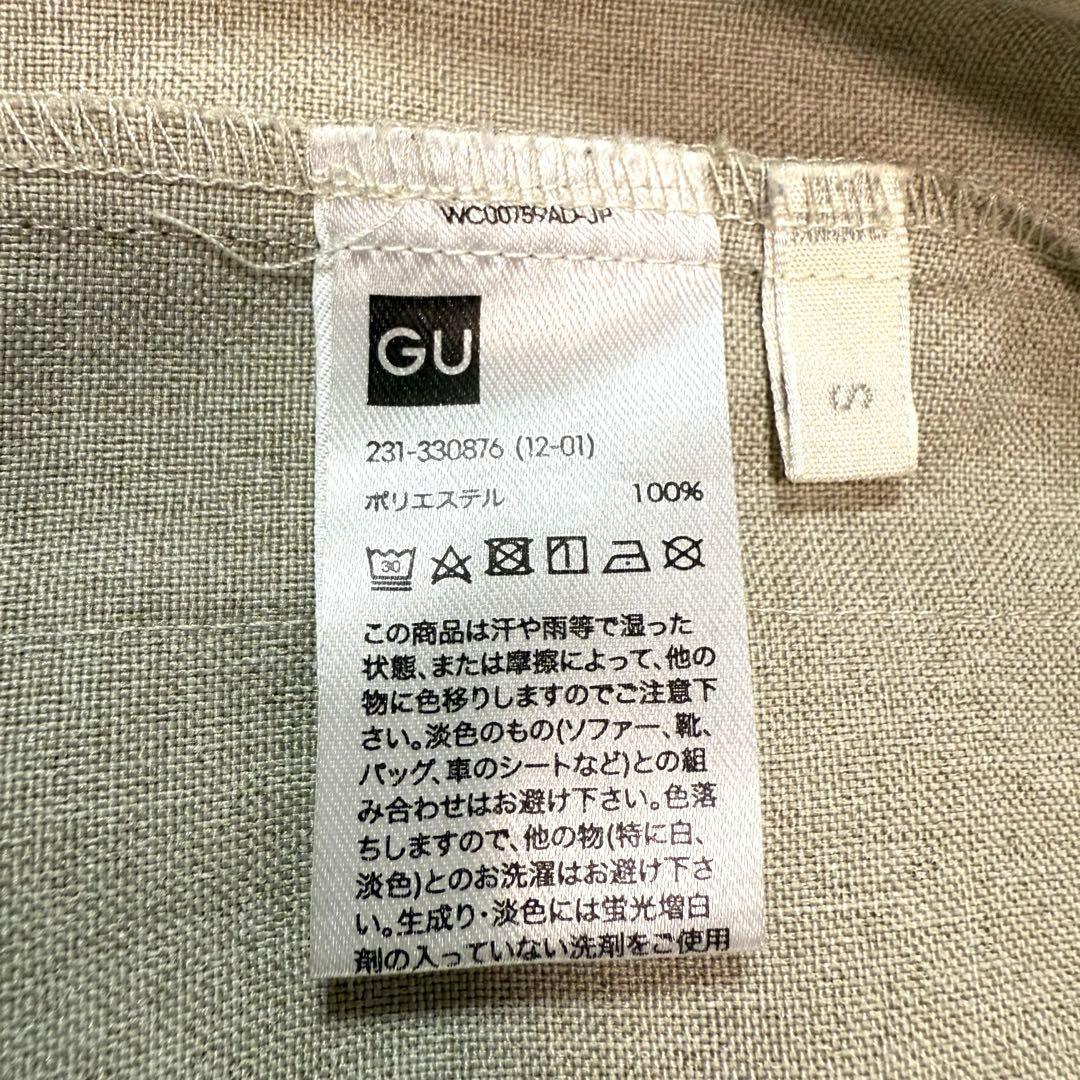 WC00759AD-JP
GU
231-330876 (12-01)
ポリエステル 100%
30
この商品は汗や雨等で湿った
状態、または摩擦によって、他の
物に色移りしますのでご注意下
さい。淡色のもの(ソファー、靴、
バッグ、車のシートなど)との組
み合わせはお避け下さい。色落
ちしますので、他の物(特に白、
淡色)とのお洗濯はお避け下さ
い。生成り・淡色には蛍光増白
剤の入っていない洗剤をご使用
S